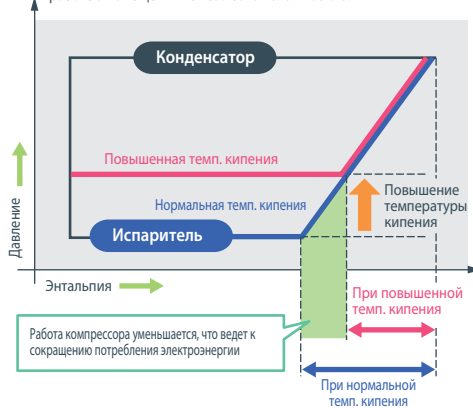 Конденсатор
Повышенная темп. кипения
Нормальная темп. кипения
Испаритель
Давление
Энтальпия
Повышение
температуры
кипения
При повышенной
темп. кипения
Работа компрессора уменьшается, что ведет к
сокращению потребления электроэнергии
При нормальной
темп. кипения